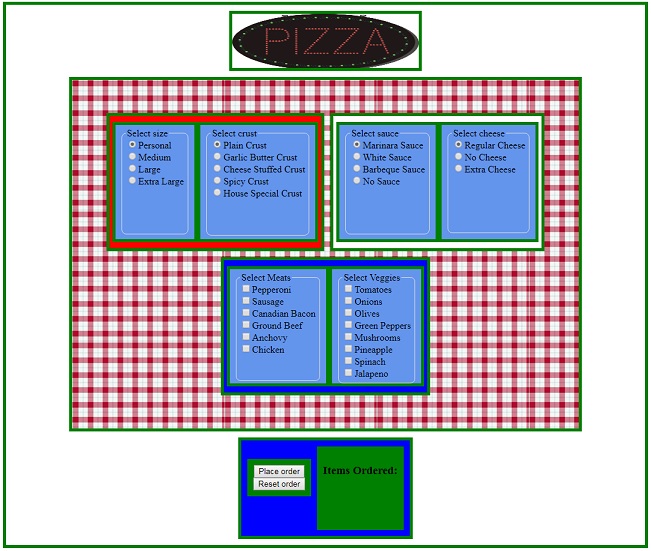 PIZZA
Select size
Personal
Medium
Large
Extra Large
Select crust
Plain Crust
Garlic Butter Crust
Cheese Stuffed Crust
Spicy Crust
House Special Crust
Select sauce
Marinara Sauce
White Sauce
Barbeque Sauce
No Sauce
Select cheese
Regular Cheese
No Cheese
Extra Cheese
Select Meats
Pepperoni
Sausage
Canadian Bacon
Ground Beef
Anchovy
Chicken
Select Veggies
Tomatoes
Onions
Olives
Green Peppers
Mushrooms
Pineapple
Spinach
Jalapeno
Place order
Reset order
Items Ordered: